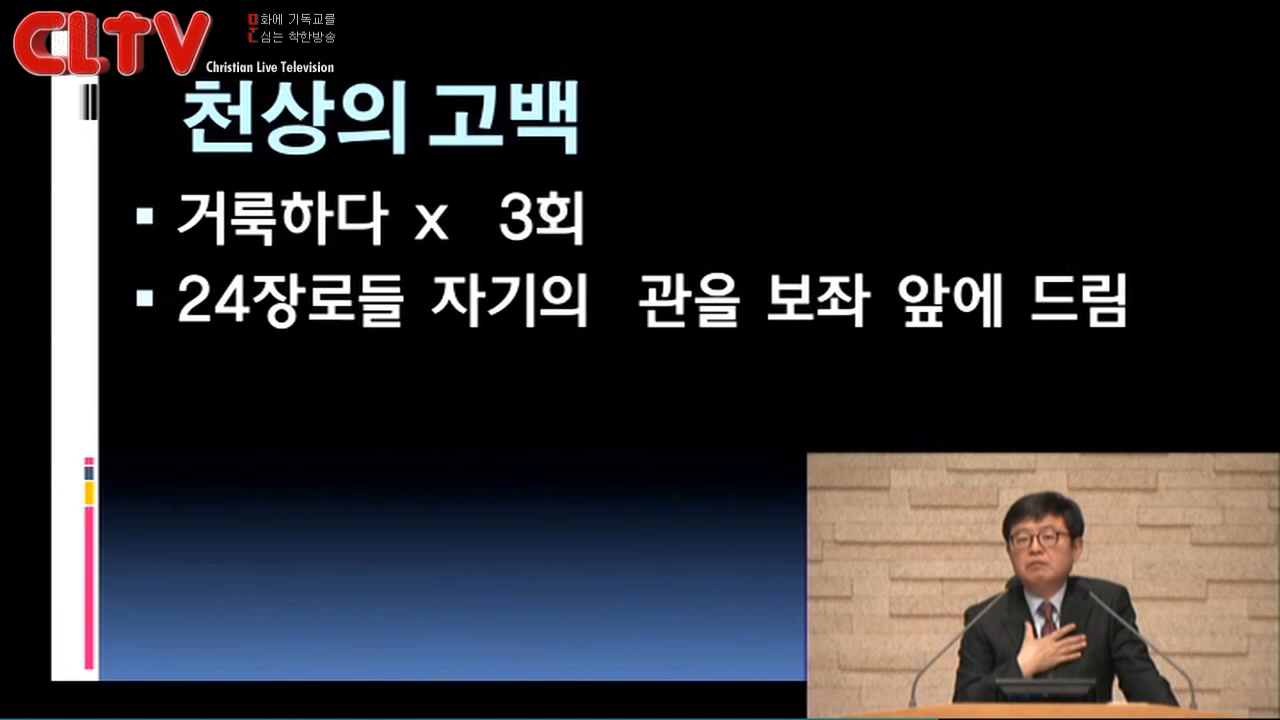 CLTV
문화에 기독교를
심는 착한방송
Christian Live Television
천상의 고백
거룩하다 x 3회
24장로들 자기의 관을 보좌 앞에 드림